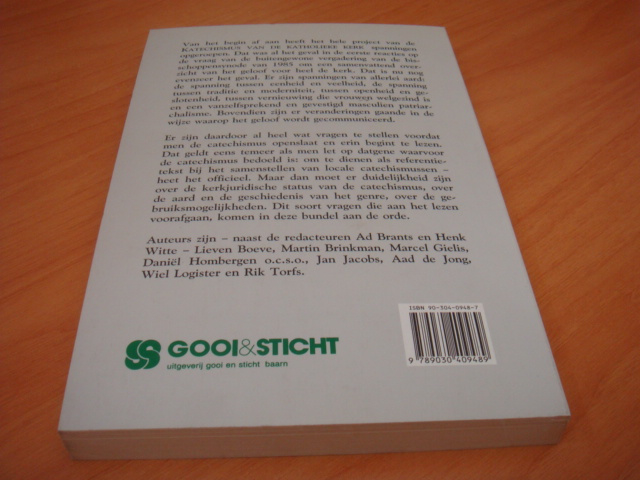 Van het begin af aan heeft het hele project van de
KATECHISMUS VAN DE KATHOLIEKE KERK spanningen
opgeroepen. Dat was al het geval in de eerste reacties op
de vraag van de buitengewone vergadering van de bis-
schoppensynode van 1985 om een samenvattend over-
zicht van het geloof voor heel de kerk. Dat is nu nog
evenzeer het geval. Er zijn spanningen van allerlei aard:
de spanning tussen eenheid en veelheid, de spanning
tussen traditie en moderniteit, tussen openheid en ge-
slotenheid, tussen vernieuwing die vrouwen welgezind is
en een vanzelfsprekend en gevestigd masculien patriar-
chalisme. Bovendien zijn er veranderingen gaande in de
wijze waarop het geloof wordt gecommuniceerd.
Er zijn daardoor al heel wat vragen te stellen voordat
men de catechismus openslaat en erin begint te lezen.
Dat geldt eens temeer als men let op datgene waarvoor
de catechismus bedoeld is: om te dienen als referentie-
tekst bij het samenstellen van locale catechismussen –
heet het officieel. Maar dan moet er duidelijkheid zijn
over de kerkjuridische status van de catechismus, over
de aard en de geschiedenis van het genre, over de ge-
bruiksmogelijkheden. Dit soort vragen die aan het lezen
voorafgaan, komen in deze bundel aan de orde.
Auteurs zijn – naast de redacteuren Ad Brants en Henk
Witte – Lieven Boeve, Martin Brinkman, Marcel Gielis,
Daniël Hombergen o.c.s.o., Jan Jacobs, Aad de Jong,
Wiel Logister en Rik Torfs.
ISBN 90-304-0948-7
9 789030 409489
GOOI&STICHT
uitgeverij gooi en sticht baarn